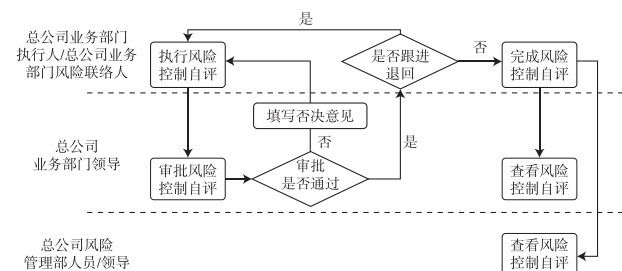 总公司业务部门
执行人/总公司业务
部门风险联络人
执行风险
控制自评
是
是否跟进
退回
否
完成风险
控制自评
填写否决意见
否
是
总公司
业务部门领导
审批风险
控制自评
审批
是否通过
查看风险
控制自评
总公司风险
管理部人员/领导
查看风险
控制自评